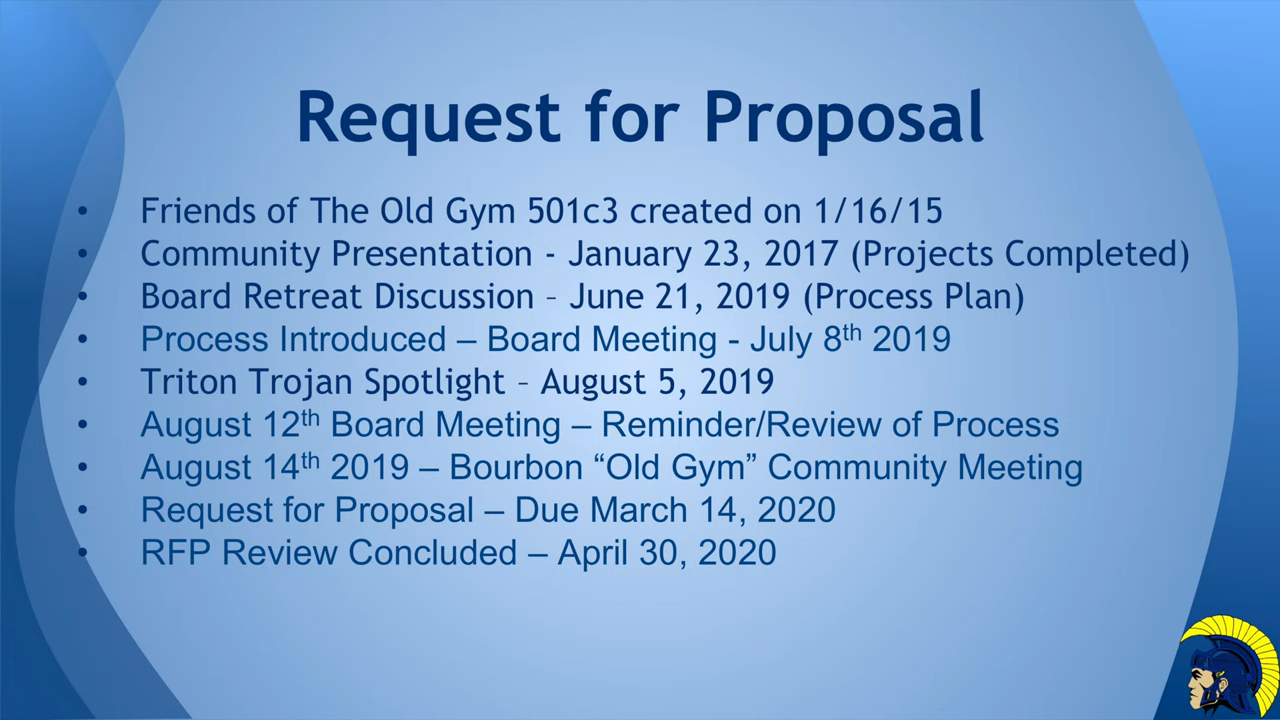 Request for Proposal
• Friends of The Old Gym 501c3 created on 1/16/15
• Community Presentation - January 23, 2017 (Projects Completed)
• Board Retreat Discussion – June 21, 2019 (Process Plan)
• Process Introduced – Board Meeting - July 8th 2019
• Triton Trojan Spotlight – August 5, 2019
• August 12th Board Meeting – Reminder/Review of Process
• August 14th 2019 – Bourbon “Old Gym” Community Meeting
• Request for Proposal – Due March 14, 2020
• RFP Review Concluded – April 30, 2020